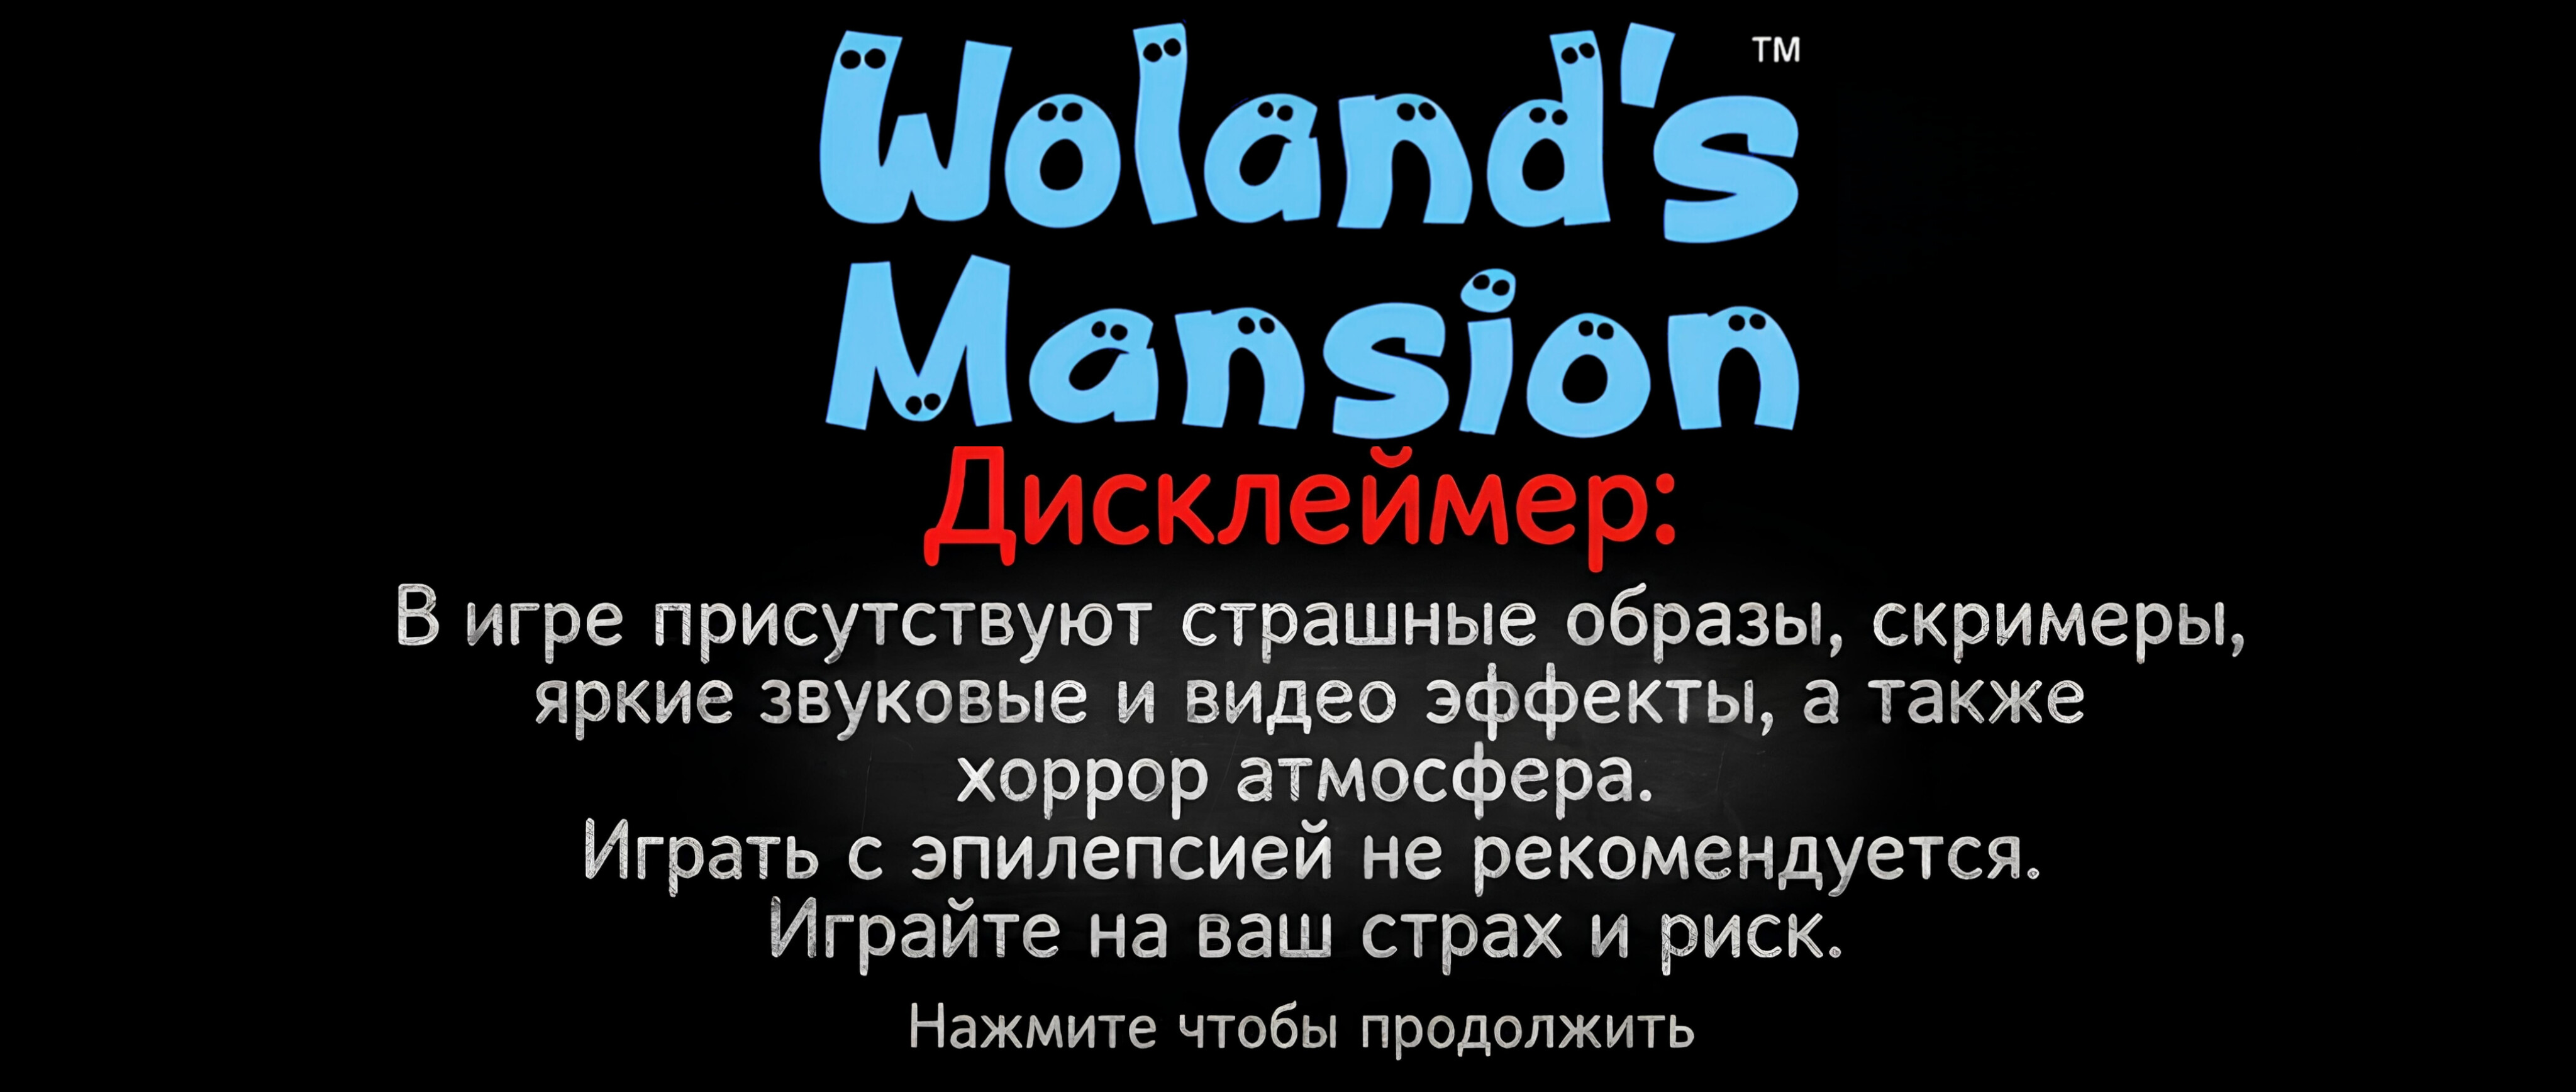 Woland's™
Mansion
Дисклеймер:
В игре присутствуют страшные образы, скримеры,
яркие звуковые и видео эффекты, а также
хоррор атмосфера.
Играть с эпилепсией не рекомендуется.
Играйте на ваш страх и риск.
Нажмите чтобы продолжить